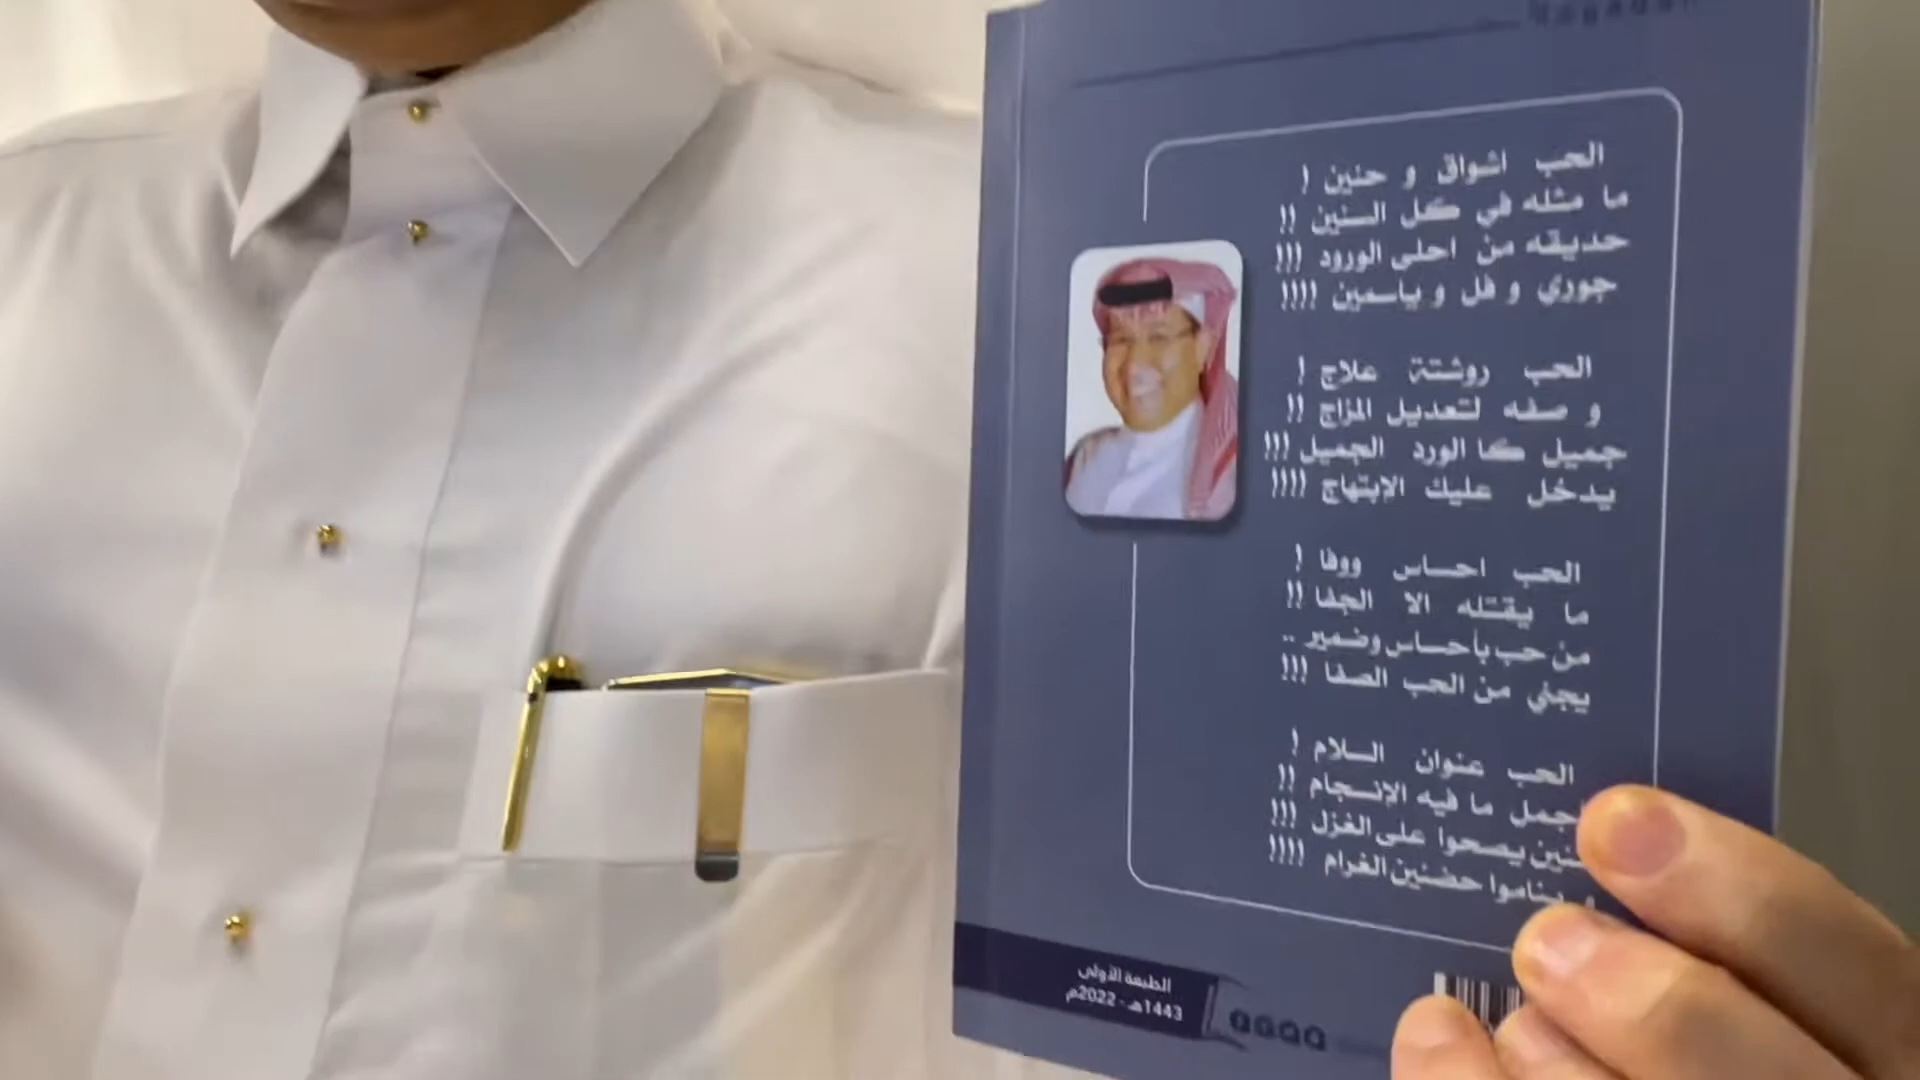 الحب اشواق و حنين !
ما مثله في كل السنين !!
حديقه من احلى الورود !!!
جوري و فل و ياسمين !!!!
الحب روشتة علاج !
و صفه لتعديل المزاج !!
جميل كا الورد الجميل !!!
يدخل عليك الابتهاج !!!!
الحب احساس ووفا !
ما يقتله الا الجفا !!
من حب بأحساس وضمير ..
يجني من الحب الصفا !!!
الحب عنوان السلام !
ما فيه الإنسجام !!
يصحوا على الغزل !!!
حضنين الغرام !!!!
الطبعة الأولى
1443هـ - 2022م